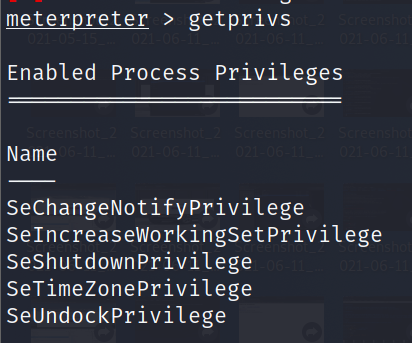 meterpreter > getprivs
Enabled Process Privileges
==========================
Name
----
SeChangeNotifyPrivilege
SeIncreaseWorkingSetPrivilege
SeShutdownPrivilege
SeTimeZonePrivilege
SeUndockPrivilege